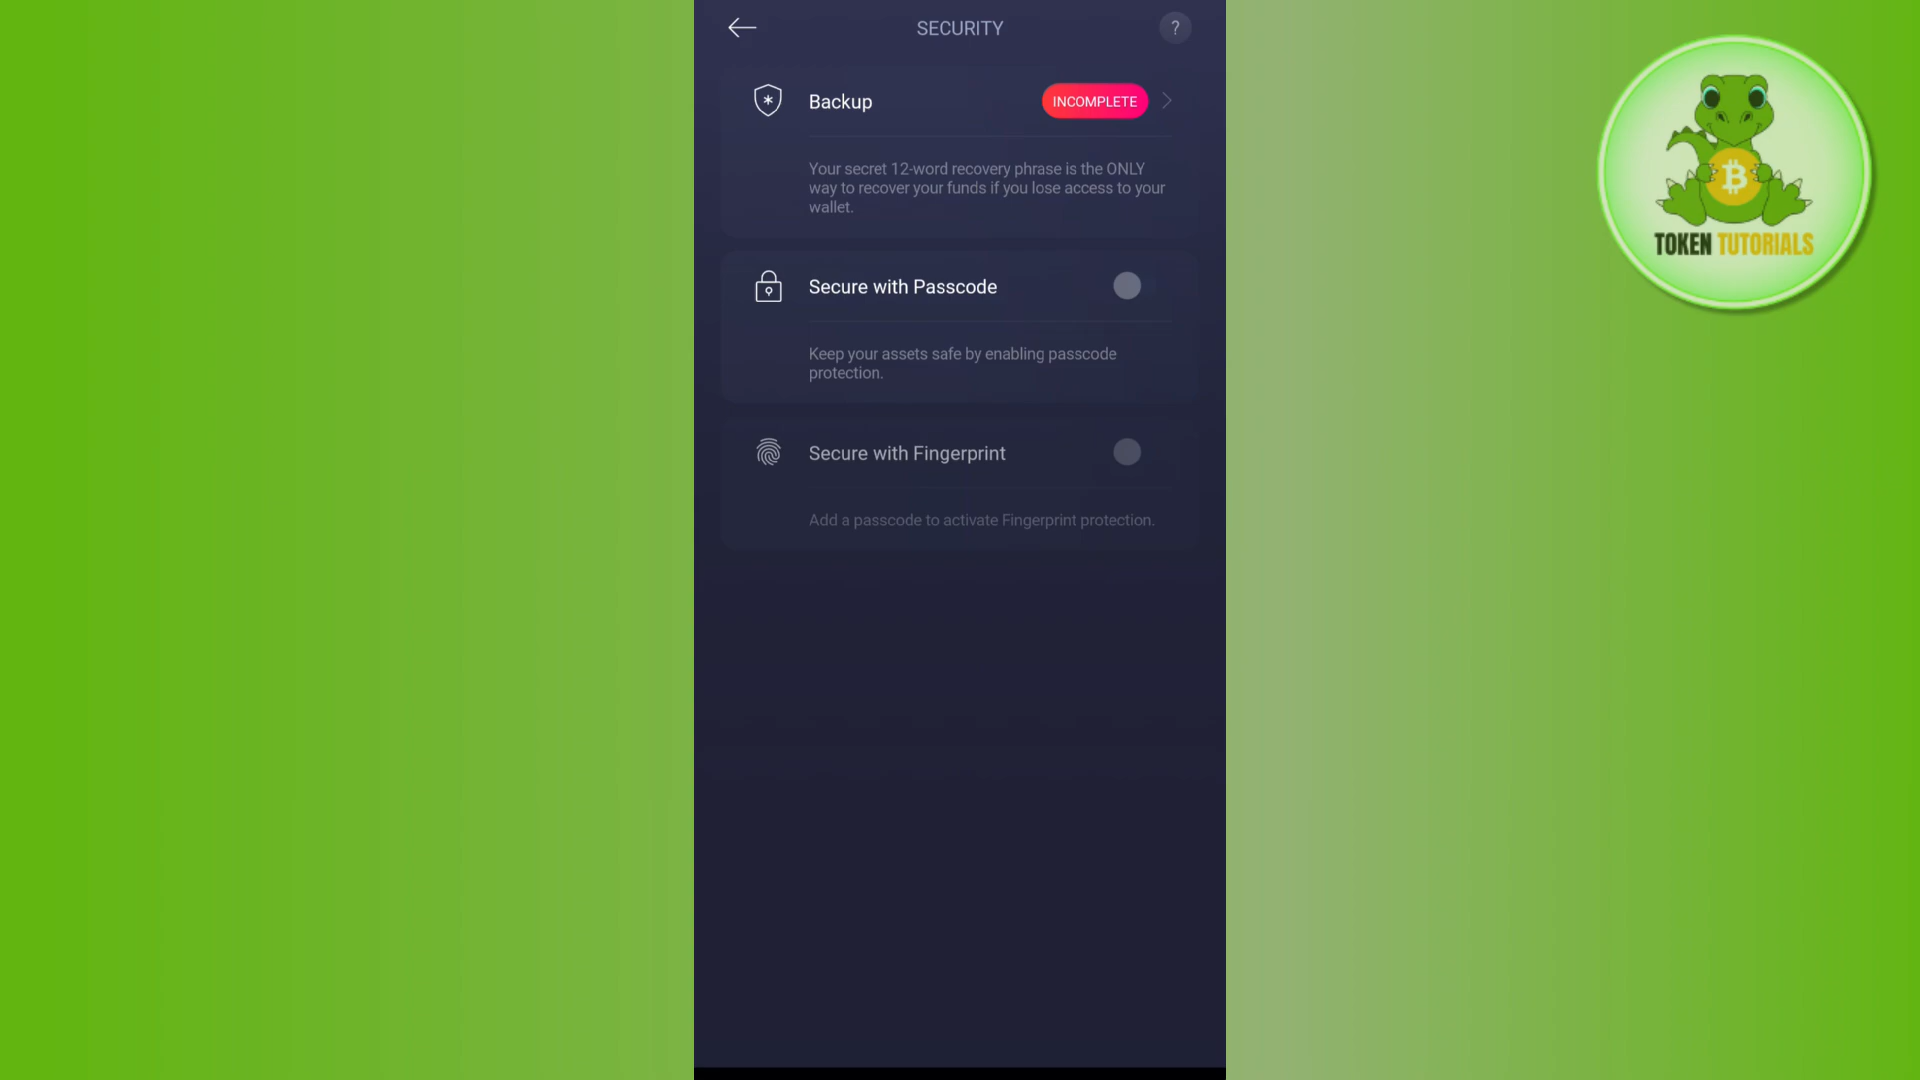 SECURITY
?
Backup
INCOMPLETE
Your secret 12-word recovery phrase is the ONLY
way to recover your funds if you lose access to your
wallet.
Secure with Passcode
Keep your assets safe by enabling passcode
protection.
Secure with Fingerprint
Add a passcode to activate Fingerprint protection.
TOKEN TUTORIALS